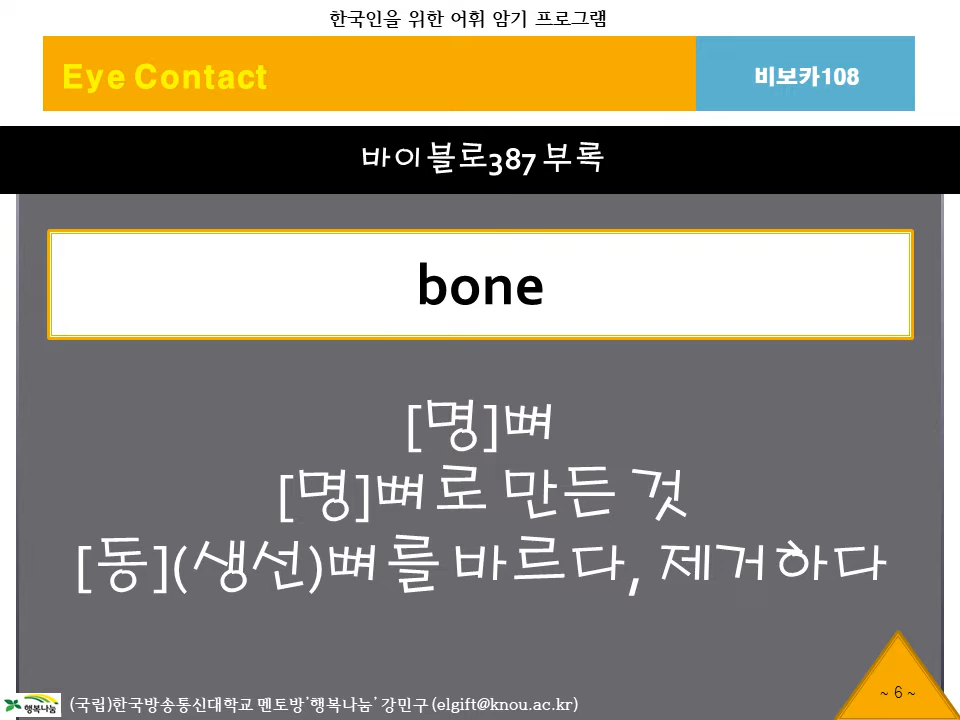 한국인을 위한 어휘 암기 프로그램
Eye Contact
비보카108
바이블로387 부록
bone
[명]뼈
[명]뼈로 만든 것
[동](생선)뼈를 바르다, 제거하다
~ 6 ~
행복나눔
(국립)한국방송통신대학교 멘토방'행복나눔' 강민구 (elgift@knou.ac.kr)